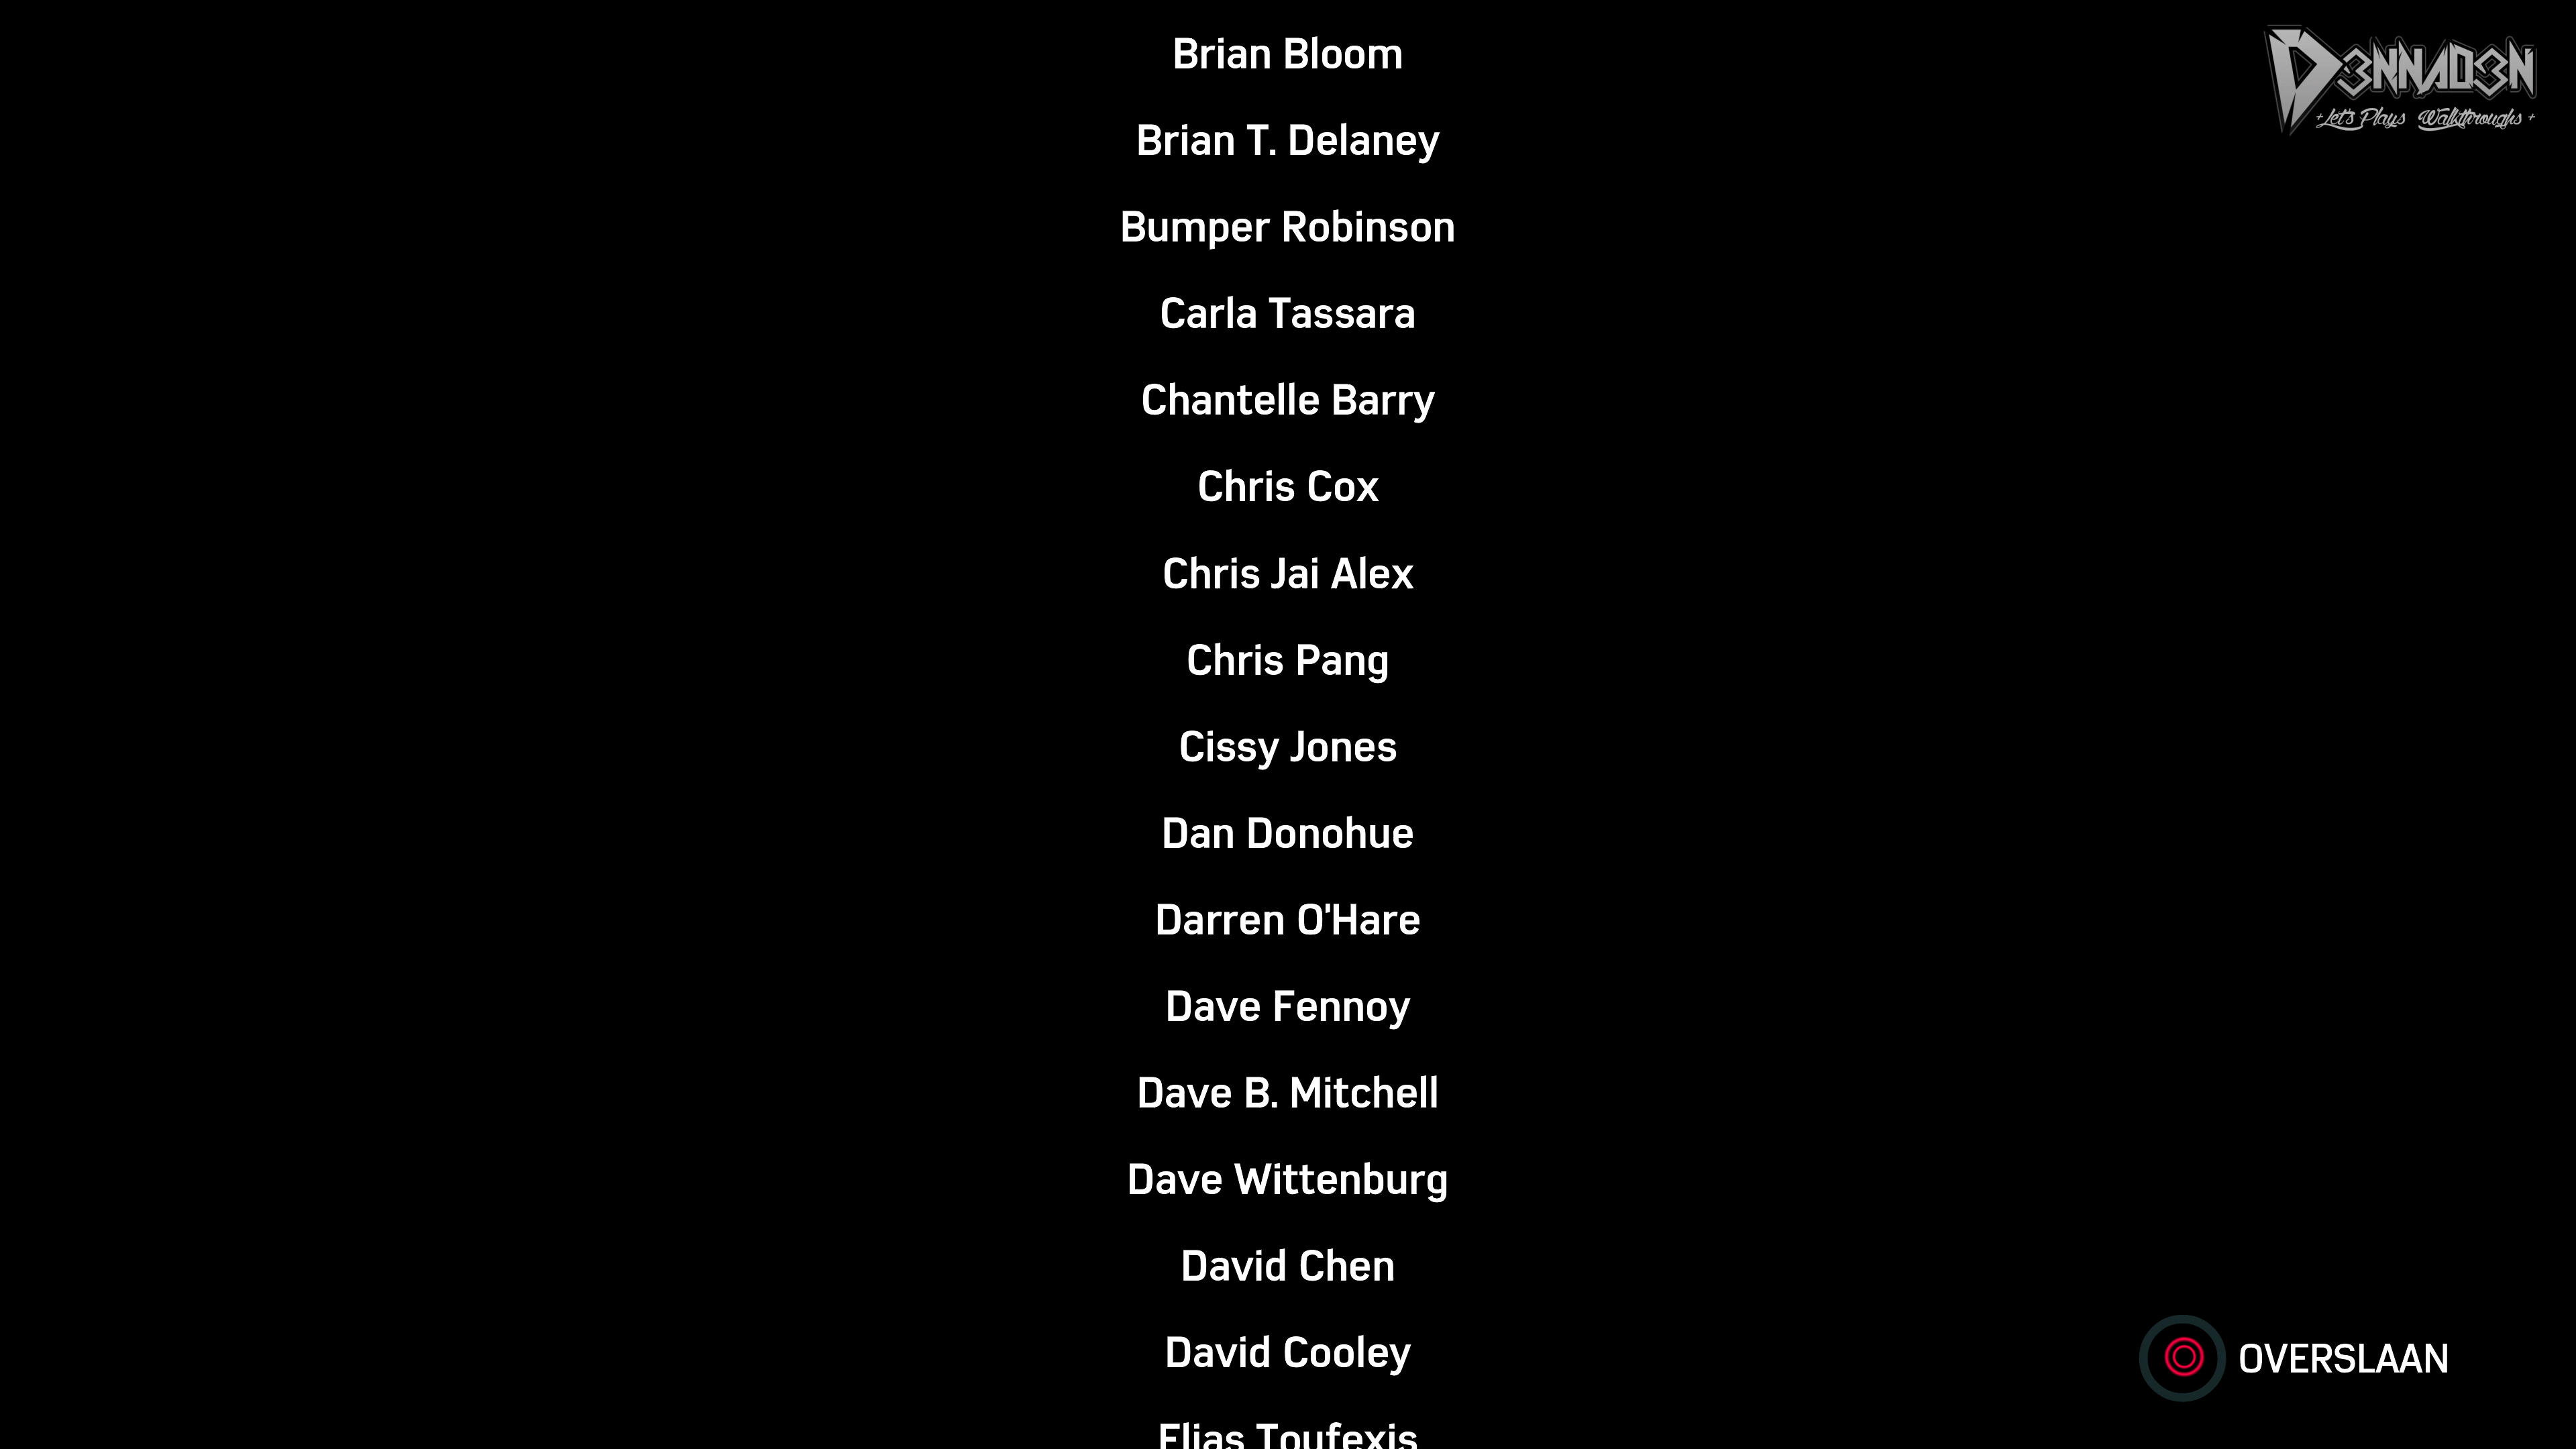 Brian Bloom
D3NNAD3N
+Let's Plays Walkthroughs+
Brian T. Delaney
Bumper Robinson
Carla Tassara
Chantelle Barry
Chris Cox
Chris Jai Alex
Chris Pang
Cissy Jones
Dan Donohue
Darren O'Hare
Dave Fennoy
Dave B. Mitchell
Dave Wittenburg
David Chen
David Cooley
OVERSLAAN
Elias Toufexis